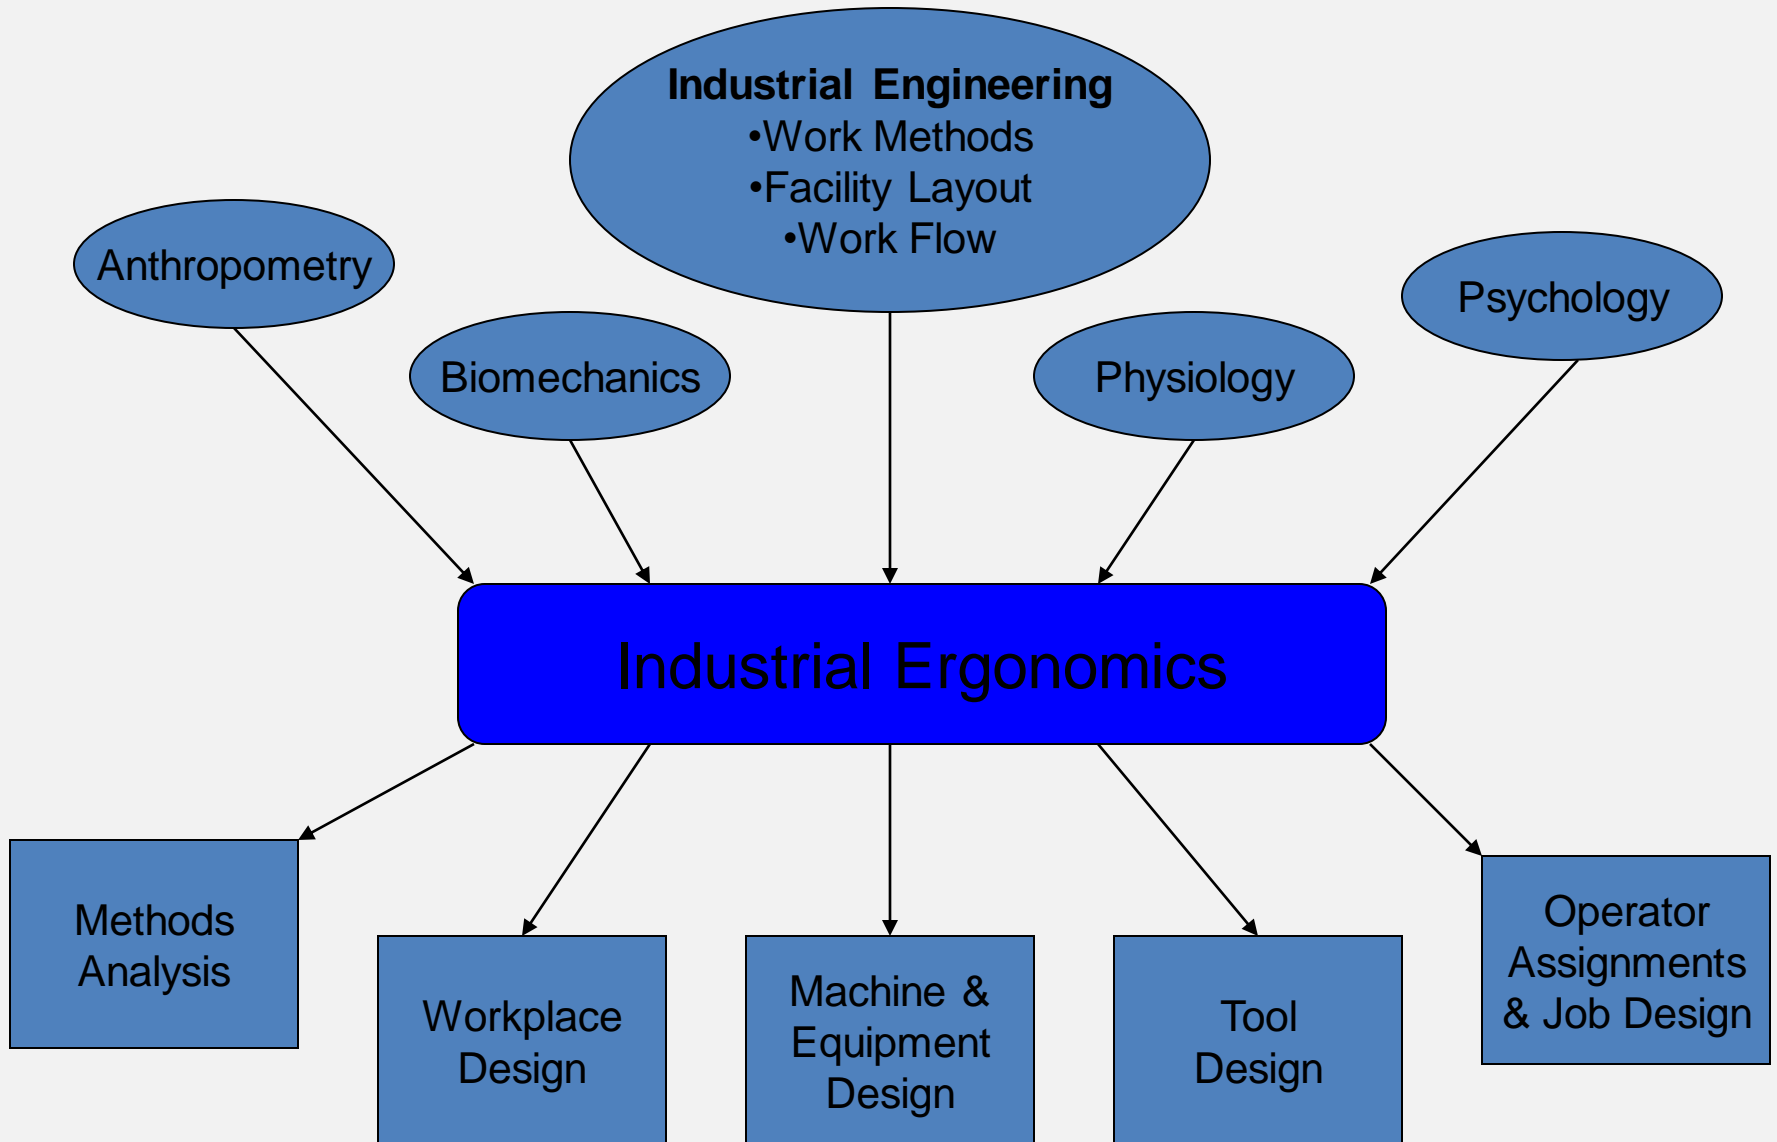 Industrial Engineering
•Work Methods
•Facility Layout
•Work Flow
Anthropometry
Psychology
Biomechanics
Physiology
Industrial Ergonomics
Methods
Analysis
Workplace
Design
Machine &
Equipment
Design
Tool
Design
Operator
Assignments
& Job Design